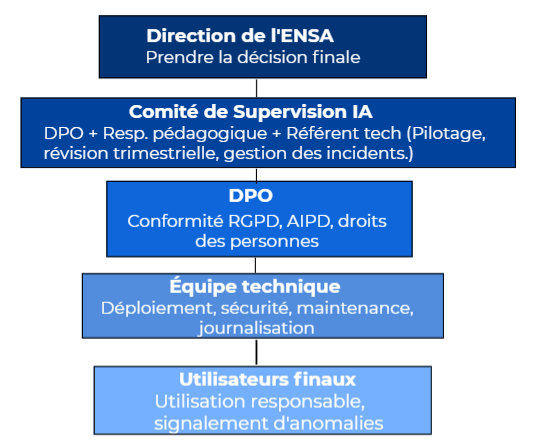 Direction de l'ENSA
Prendre la décision finale
Comité de Supervision IA
DPO + Resp. pédagogique + Référent tech (Pilotage,
révision trimestrielle, gestion des incidents.)
DPO
Conformité RGPD, AIPD, droits
des personnes
Équipe technique
Déploiement, sécurité, maintenance,
journalisation
Utilisateurs finaux
Utilisation responsable,
signalement d'anomalies